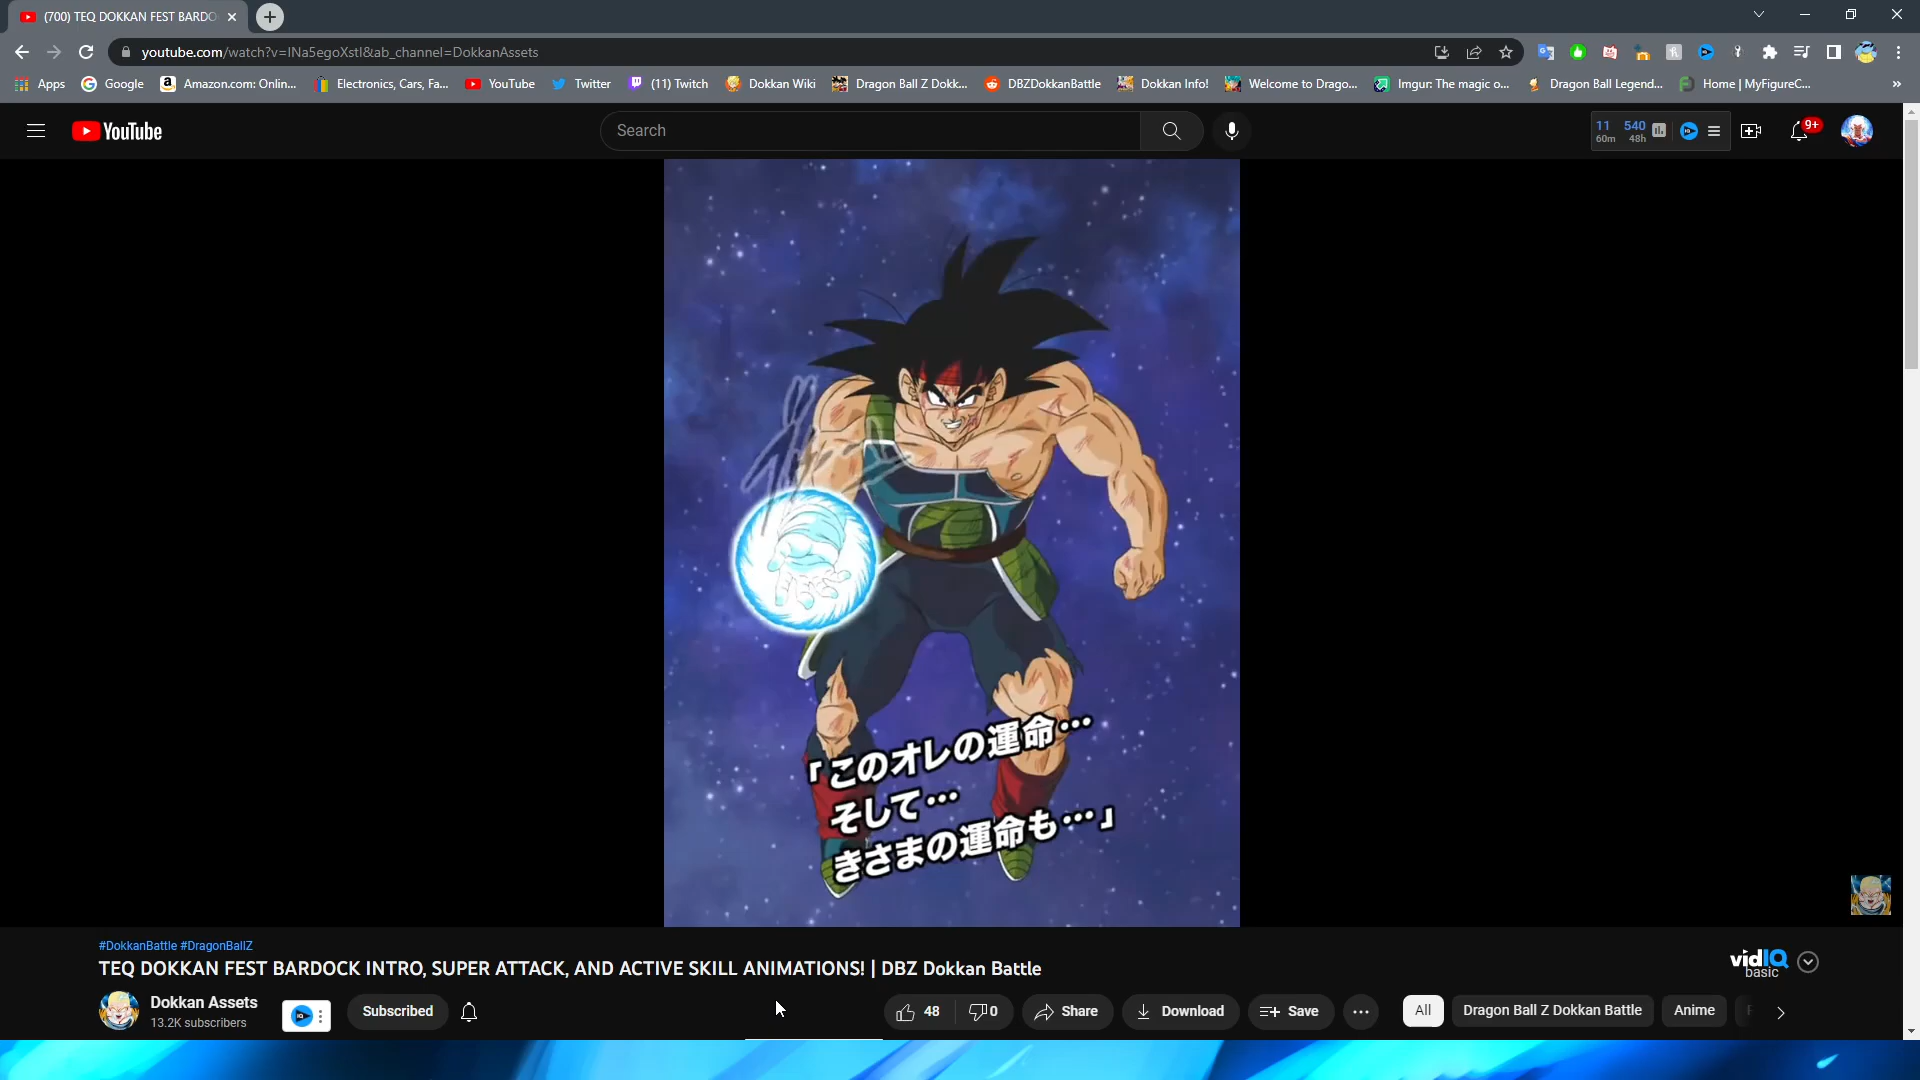 (700) TEQ DOKKAN FEST BARDO
youtube.com/watch?v=INa5egoXstI&ab_channel=DokkanAssets
Apps
Google
Amazon.com: Onlin...
Electronics, Cars, Fa...
YouTube
Twitter
(11) Twitch
Dokkan Wiki
Dragon Ball Z Dokk...
DBZDokkanBattle
Dokkan Info!
Welcome to Drago...
Imgur: The magic o...
Dragon Ball Legend...
Home | MyFigureC...
»
YouTube
Search
11 540
60m 48h
9+
「このオレの運命…
そして…
きさまの運命も…」
#DokkanBattle #DragonBallZ
TEQ DOKKAN FEST BARDOCK INTRO, SUPER ATTACK, AND ACTIVE SKILL ANIMATIONS! | DBZ Dokkan Battle
vidIQ
basic
Dokkan Assets
13.2K subscribers
Subscribed
48
0
Share
Download
Save
All
Dragon Ball Z Dokkan Battle
Anime